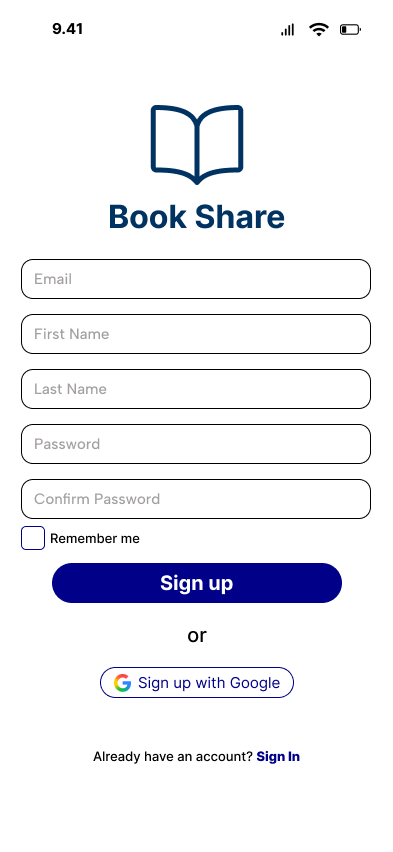 9.41
Book Share
Email
First Name
Last Name
Password
Confirm Password
Remember me
Sign up
or
Sign up with Google
Already have an account? Sign In